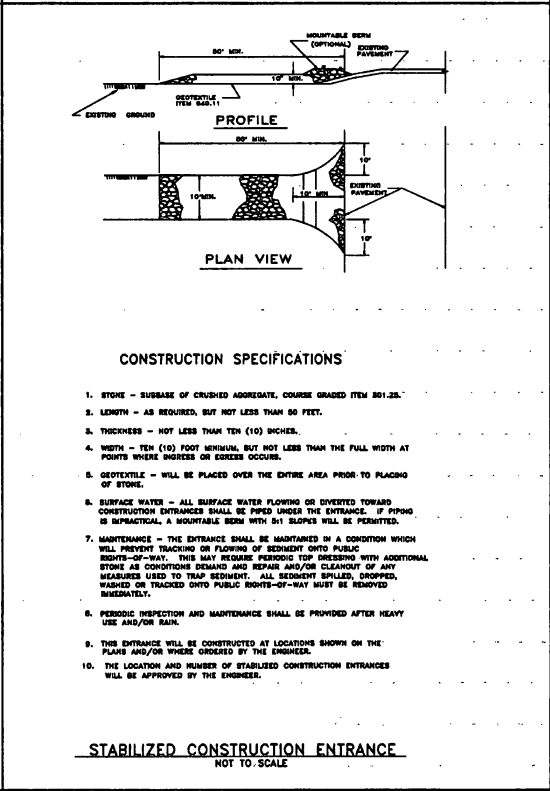 MOUNTABLE BERM
(OPTIONAL)
EXISTING
PAVEMENT
50' MIN.
10" MIN.
GEOTEXTILE
ITEM 640.11
EXISTING GROUND
PROFILE
50' MIN.
10'
EXISTING
PAVEMENT
10' MIN.
10' MIN
10'
PLAN VIEW
CONSTRUCTION SPECIFICATIONS
1. STONE – SUBBASE OF CRUSHED AGGREGATE, COURSE GRADED ITEM 301.25.
2. LENGTH – AS REQUIRED, BUT NOT LESS THAN 50 FEET.
3. THICKNESS – NOT LESS THAN TEN (10) INCHES.
4. WIDTH – TEN (10) FOOT MINIMUM, BUT NOT LESS THAN THE FULL WIDTH AT
POINTS WHERE INGRESS OR EGRESS OCCURS.
5. GEOTEXTILE – WILL BE PLACED OVER THE ENTIRE AREA PRIOR TO PLACING
OF STONE.
6. SURFACE WATER – ALL SURFACE WATER FLOWING OR DIVERTED TOWARD
CONSTRUCTION ENTRANCES SHALL BE PIPED UNDER THE ENTRANCE. IF PIPING
IS IMPRACTICAL, A MOUNTABLE BERM WITH 5:1 SLOPES WILL BE PERMITTED.
7. MAINTENANCE – THE ENTRANCE SHALL BE MAINTAINED IN A CONDITION WHICH
WILL PREVENT TRACKING OR FLOWING OF SEDIMENT ONTO PUBLIC
RIGHTS-OF-WAY. THIS MAY REQUIRE PERIODIC TOP DRESSING WITH ADDITIONAL
STONE AS CONDITIONS DEMAND AND REPAIR AND/OR CLEANOUT OF ANY
MEASURES USED TO TRAP SEDIMENT. ALL SEDIMENT SPILLED, DROPPED,
WASHED OR TRACKED ONTO PUBLIC RIGHTS-OF-WAY MUST BE REMOVED
IMMEDIATELY.
8. PERIODIC INSPECTION AND MAINTENANCE SHALL BE PROVIDED AFTER HEAVY
USE AND/OR RAIN.
9. THIS ENTRANCE WILL BE CONSTRUCTED AT LOCATIONS SHOWN ON THE
PLANS AND/OR WHERE ORDERED BY THE ENGINEER.
10. THE LOCATION AND NUMBER OF STABILIZED CONSTRUCTION ENTRANCES
WILL BE APPROVED BY THE ENGINEER.
STABILIZED CONSTRUCTION ENTRANCE
NOT TO SCALE